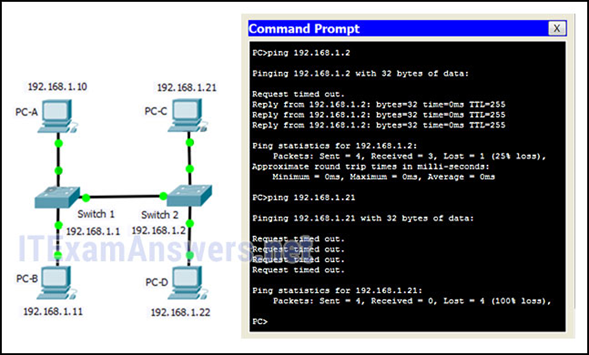 192.168.1.10
192.168.1.21
PC-A
PC-C
Switch 1
Switch 2
192.168.1.1
192.168.1.2
ITExamAnswers.net
PC-B
PC-D
192.168.1.11
192.168.1.22
Command Prompt
X
PC>ping 192.168.1.2
Pinging 192.168.1.2 with 32 bytes of data:
Request timed out.
Reply from 192.168.1.2: bytes=32 time=0ms TTL=255
Reply from 192.168.1.2: bytes=32 time=0ms TTL=255
Reply from 192.168.1.2: bytes=32 time=0ms TTL=255
Ping statistics for 192.168.1.2:
Packets: Sent = 4, Received = 3, Lost = 1 (25% loss),
Approximate round trip times in milli-seconds:
Minimum = 0ms, Maximum = 0ms, Average = 0ms
PC>ping 192.168.1.21
Pinging 192.168.1.21 with 32 bytes of data:
Request timed out.
Request timed out.
Request timed out.
Request timed out.
Ping statistics for 192.168.1.21:
Packets: Sent = 4, Received = 0, Lost = 4 (100% loss),
PC>